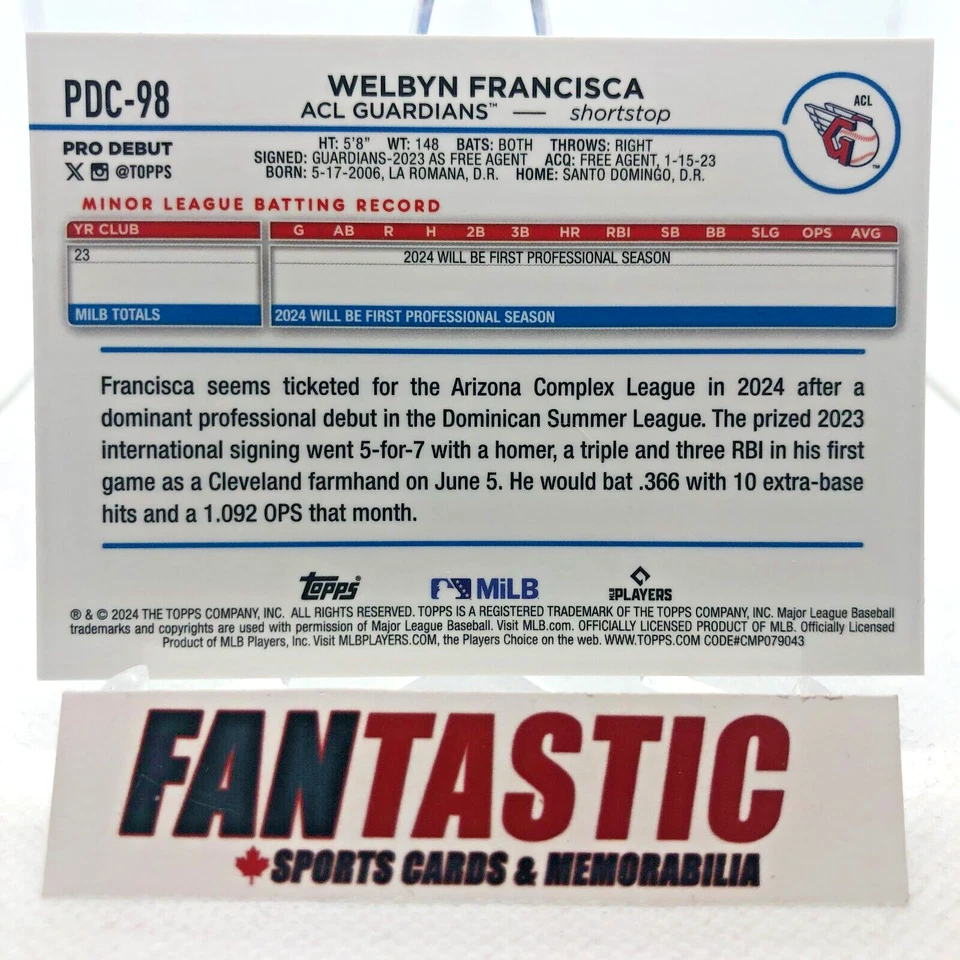 PDC-98
WELBYN FRANCISCA
ACL GUARDIANS™ — shortstop
ACL
G
™
PRO DEBUT
X @TOPPS
HT: 5'8" WT: 148 BATS: BOTH THROWS: RIGHT
SIGNED: GUARDIANS-2023 AS FREE AGENT ACQ: FREE AGENT, 1-15-23
BORN: 5-17-2006, LA ROMANA, D.R. HOME: SANTO DOMINGO, D.R.
MINOR LEAGUE BATTING RECORD
YR CLUB G AB R H 2B 3B HR RBI SB BB SLG OPS AVG
23 2024 WILL BE FIRST PROFESSIONAL SEASON
MILB TOTALS 2024 WILL BE FIRST PROFESSIONAL SEASON
Francisca seems ticketed for the Arizona Complex League in 2024 after a
dominant professional debut in the Dominican Summer League. The prized 2023
international signing went 5-for-7 with a homer, a triple and three RBI in his first
game as a Cleveland farmhand on June 5. He would bat .366 with 10 extra-base
hits and a 1.092 OPS that month.
Topps® MiLB MLB PLAYERS
® & © 2024 THE TOPPS COMPANY, INC. ALL RIGHTS RESERVED. TOPPS IS A REGISTERED TRADEMARK OF THE TOPPS COMPANY, INC. Major League Baseball
trademarks and copyrights are used with permission of Major League Baseball. Visit MLB.com. OFFICIALLY LICENSED PRODUCT OF MLB. Officially Licensed
Product of MLB Players, Inc. Visit MLBPLAYERS.COM, the Players Choice on the web. WWW.TOPPS.COM CODE#CMP079043
FANTASTIC
SPORTS CARDS & MEMORABILIA